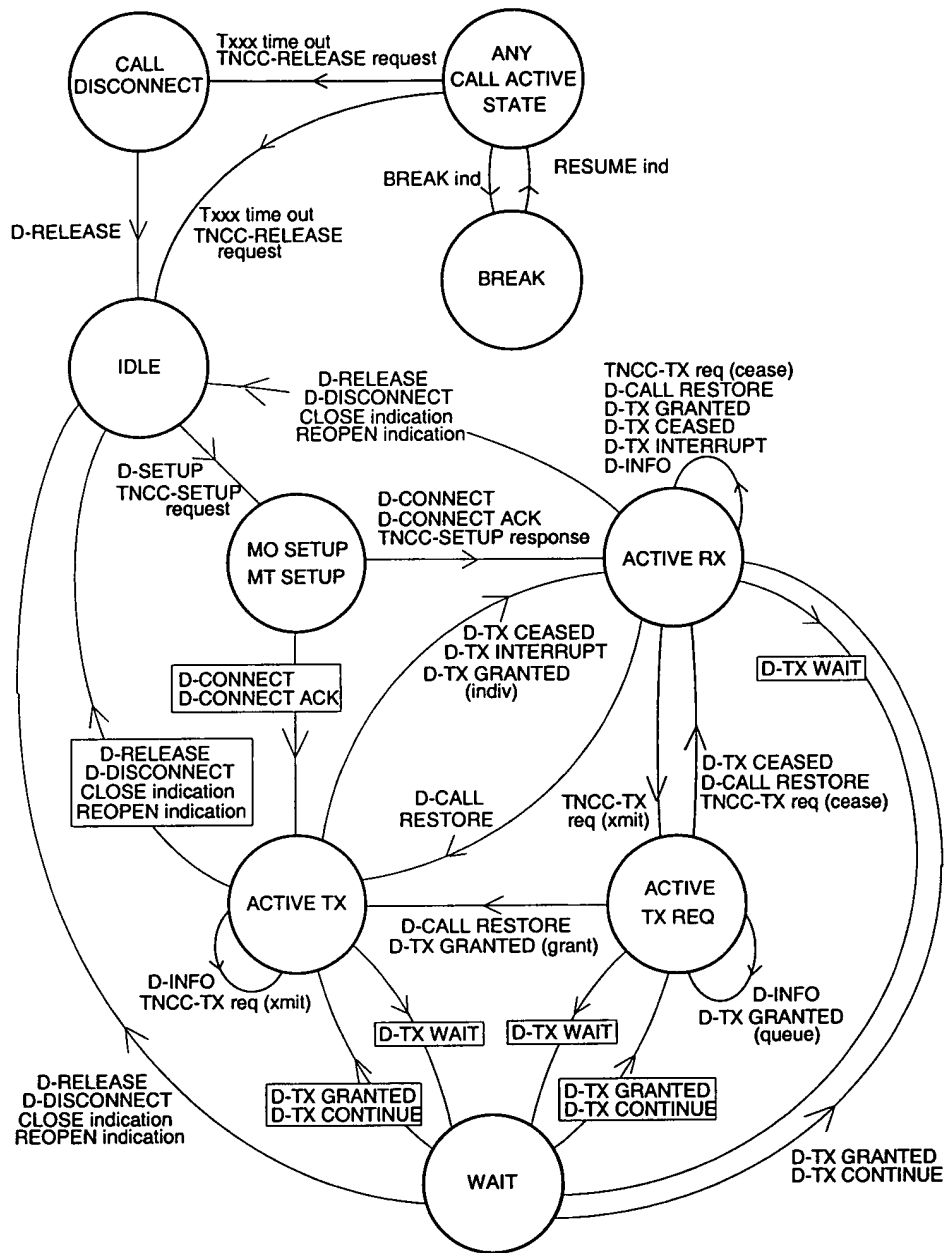 CALL
DISCONNECT
Txxx time out
TNCC-RELEASE request
ANY
CALL ACTIVE
STATE
BREAK ind
RESUME ind
D-RELEASE
Txxx time out
TNCC-RELEASE
request
BREAK
IDLE
D-RELEASE
D-DISCONNECT
CLOSE indication
REOPEN indication
TNCC-TX req (cease)
D-CALL RESTORE
D-TX GRANTED
D-TX CEASED
D-TX INTERRUPT
D-INFO
D-SETUP
TNCC-SETUP
request
MO SETUP
MT SETUP
D-CONNECT
D-CONNECT ACK
TNCC-SETUP response
ACTIVE RX
D-TX CEASED
D-TX INTERRUPT
D-TX GRANTED
(indiv)
D-TX WAIT
D-CONNECT
D-CONNECT ACK
D-RELEASE
D-DISCONNECT
CLOSE indication
REOPEN indication
D-CALL
RESTORE
TNCC-TX
req (xmit)
D-TX CEASED
D-CALL RESTORE
TNCC-TX req (cease)
ACTIVE TX
ACTIVE
TX REQ
D-CALL RESTORE
D-TX GRANTED (grant)
D-INFO
TNCC-TX req (xmit)
D-INFO
D-TX GRANTED
(queue)
D-TX WAIT
D-TX WAIT
D-TX GRANTED
D-TX CONTINUE
D-TX GRANTED
D-TX CONTINUE
D-RELEASE
D-DISCONNECT
CLOSE indication
REOPEN indication
WAIT
D-TX GRANTED
D-TX CONTINUE